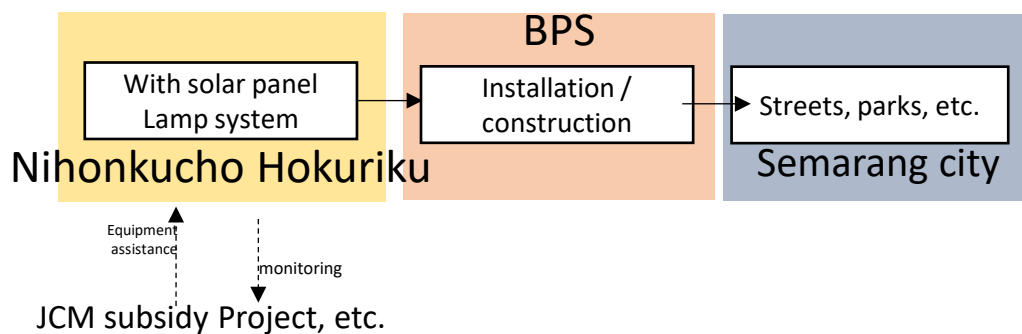 BPS
With solar panel
Lamp system
Installation /
construction
Streets, parks, etc.
Nihonkucho Hokuriku
Semarang city
Equipment
assistance
monitoring
JCM subsidy Project, etc.